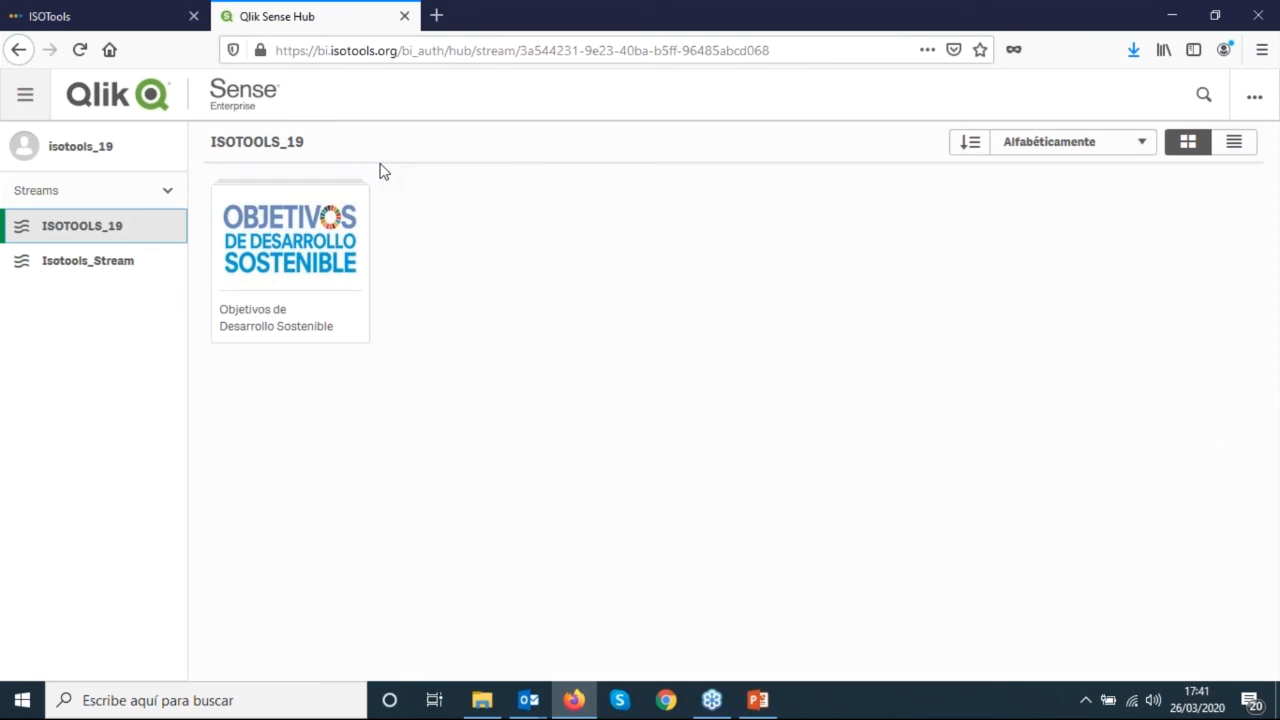 ISOTools
Qlik Sense Hub
https://bi.isotools.org/bi_auth/hub/stream/3a544231-9e23-40ba-b5ff-96485abcd068
Qlik
Sense
Enterprise
isotools_19
ISOTOOLS_19
Alfabéticamente
Streams
ISOTOOLS_19
Isotools_Stream
OBJETIVOS
DE DESARROLLO
SOSTENIBLE
Objetivos de
Desarrollo Sostenible
Escribe aquí para buscar
17:41
26/03/2020
20